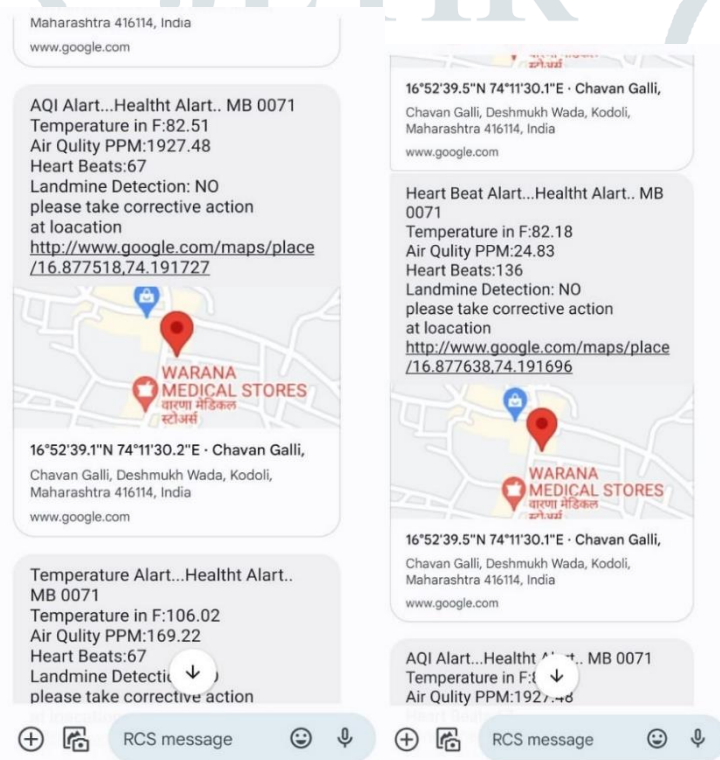 Maharashtra 416114, India
www.google.com
AQI Alart...Healtht Alart.. MB 0071
Temperature in F:82.51
Air Qulity PPM:1927.48
Heart Beats:67
Landmine Detection: NO
please take corrective action
at loacation
http://www.google.com/maps/place
/16.877518,74.191727
WARANA
MEDICAL STORES
वारणा मेडिकल
स्टोअर्स
16°52'39.1"N 74°11'30.2"E · Chavan Galli,
Chavan Galli, Deshmukh Wada, Kodoli,
Maharashtra 416114, India
www.google.com
Temperature Alart...Healtht Alart..
MB 0071
Temperature in F:106.02
Air Qulity PPM:169.22
Heart Beats:67
Landmine
please take corrective action
RCS message
स्टोअर्स
16°52'39.5"N 74°11'30.1"E · Chavan Galli,
Chavan Galli, Deshmukh Wada, Kodoli,
Maharashtra 416114, India
www.google.com
Heart Beat Alart...Healtht Alart.. MB
0071
Temperature in F:82.18
Air Qulity PPM:24.83
Heart Beats:136
Landmine Detection: NO
please take corrective action
at loacation
http://www.google.com/maps/place
/16.877638,74.191696
WARANA
MEDICAL STORES
वारणा मेडिकल
स्टोअर्स
16°52'39.5"N 74°11'30.1"E · Chavan Galli,
Chavan Galli, Deshmukh Wada, Kodoli,
Maharashtra 416114, India
www.google.com
AQI Alart...Healtht MB 0071
Temperature in
Air Qulity PPM:1927.48
RCS message